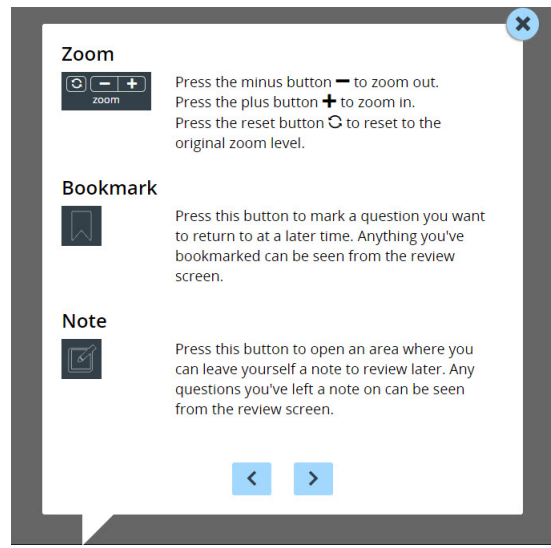 Zoom
zoom
Press the minus button — to zoom out.
Press the plus button + to zoom in.
Press the reset button to reset to the
original zoom level.
Bookmark
Press this button to mark a question you want
to return to at a later time. Anything you've
bookmarked can be seen from the review
screen.
Note
Press this button to open an area where you
can leave yourself a note to review later. Any
questions you've left a note on can be seen
from the review screen.